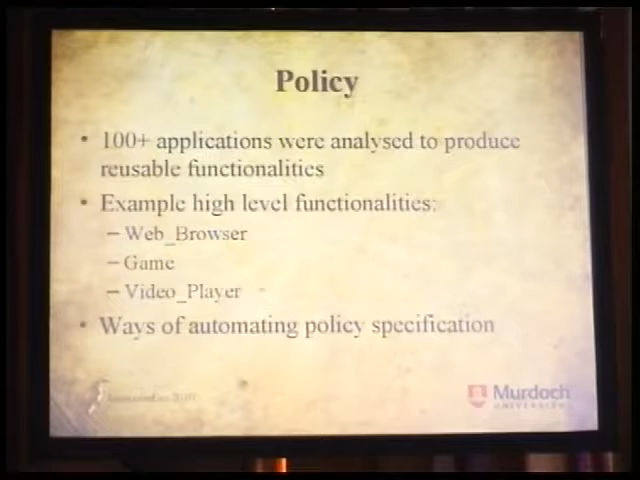 Policy
• 100+ applications were analysed to produce
reusable functionalities
• Example high level functionalities:
– Web_Browser
– Game
– Video_Player
• Ways of automating policy specification
Murdoch
UNIVERSITY